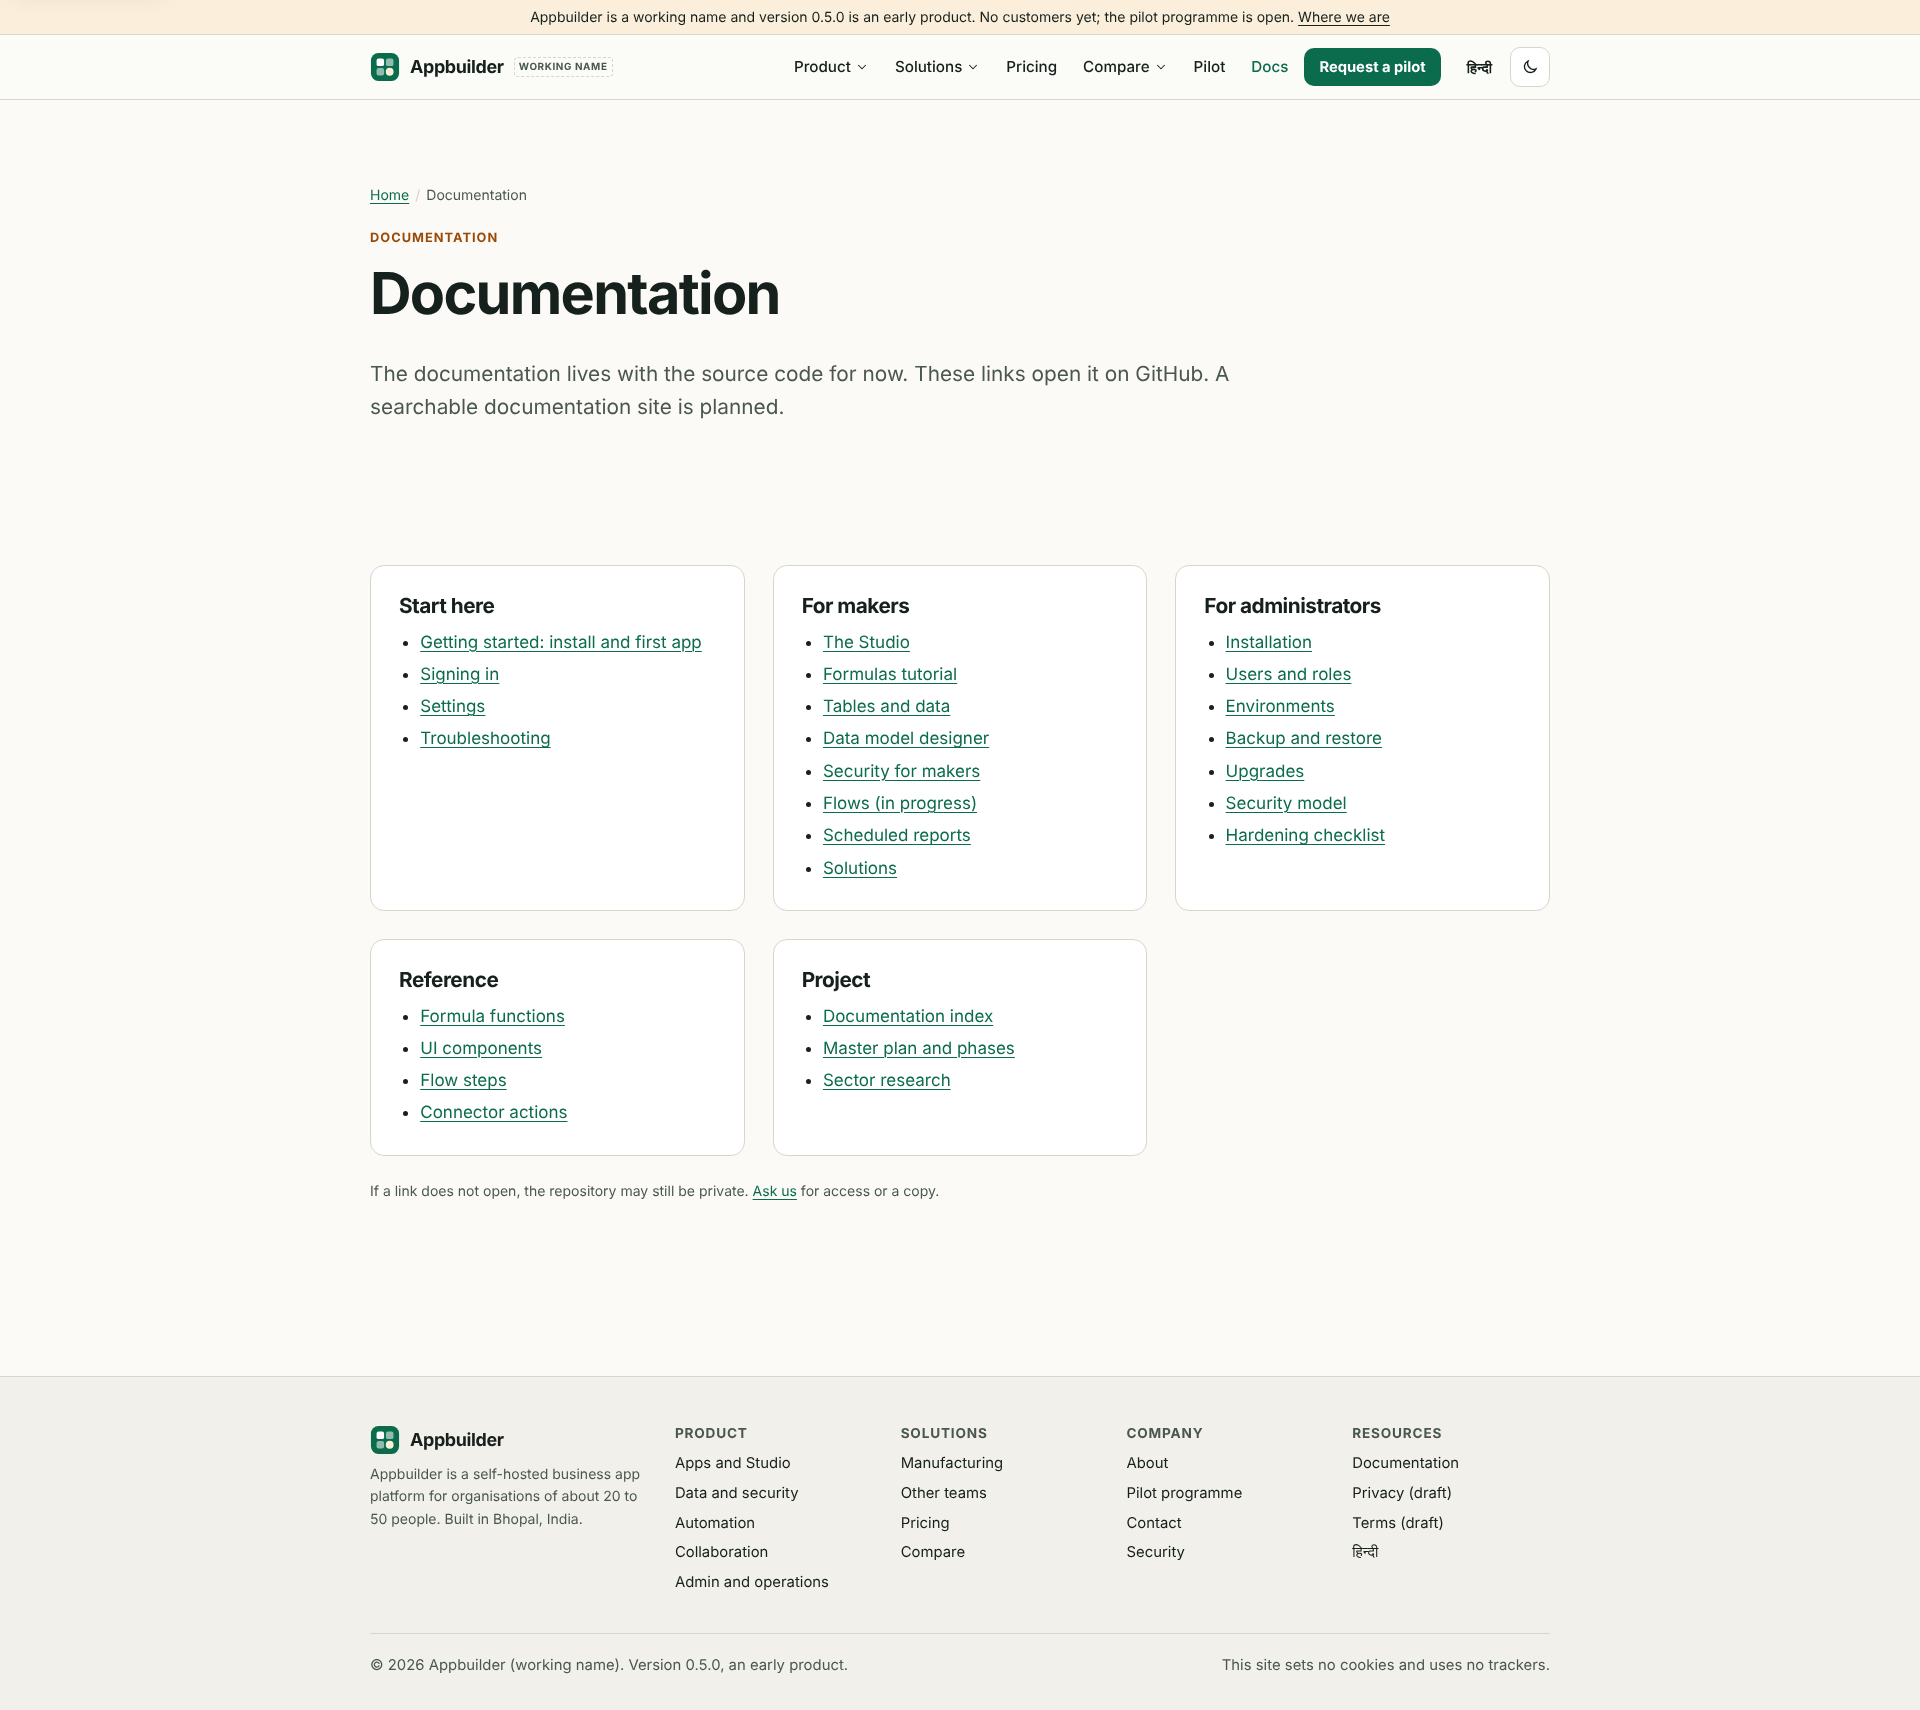 Appbuilder is a working name and version 0.5.0 is an early product. No customers yet; the pilot programme is open. Where we are
Appbuilder WORKING NAME Product Solutions Pricing Compare Pilot Docs Request a pilot हिन्दी
Home / Documentation
DOCUMENTATION
Documentation
The documentation lives with the source code for now. These links open it on GitHub. A
searchable documentation site is planned.
Start here
Getting started: install and first app
Signing in
Settings
Troubleshooting
For makers
The Studio
Formulas tutorial
Tables and data
Data model designer
Security for makers
Flows (in progress)
Scheduled reports
Solutions
For administrators
Installation
Users and roles
Environments
Backup and restore
Upgrades
Security model
Hardening checklist
Reference
Formula functions
UI components
Flow steps
Connector actions
Project
Documentation index
Master plan and phases
Sector research
If a link does not open, the repository may still be private. Ask us for access or a copy.
Appbuilder
Appbuilder is a self-hosted business app
platform for organisations of about 20 to
50 people. Built in Bhopal, India.
PRODUCT
Apps and Studio
Data and security
Automation
Collaboration
Admin and operations
SOLUTIONS
Manufacturing
Other teams
Pricing
Compare
COMPANY
About
Pilot programme
Contact
Security
RESOURCES
Documentation
Privacy (draft)
Terms (draft)
हिन्दी
© 2026 Appbuilder (working name). Version 0.5.0, an early product.
This site sets no cookies and uses no trackers.